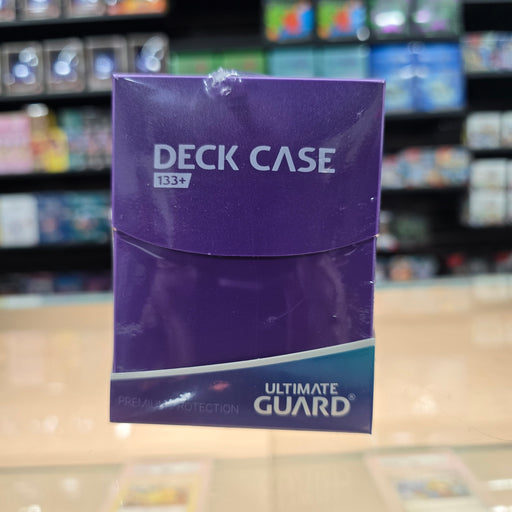 DECK CASE
133+
PREMIUM PROTECTION
ULTIMATE
GUARD®